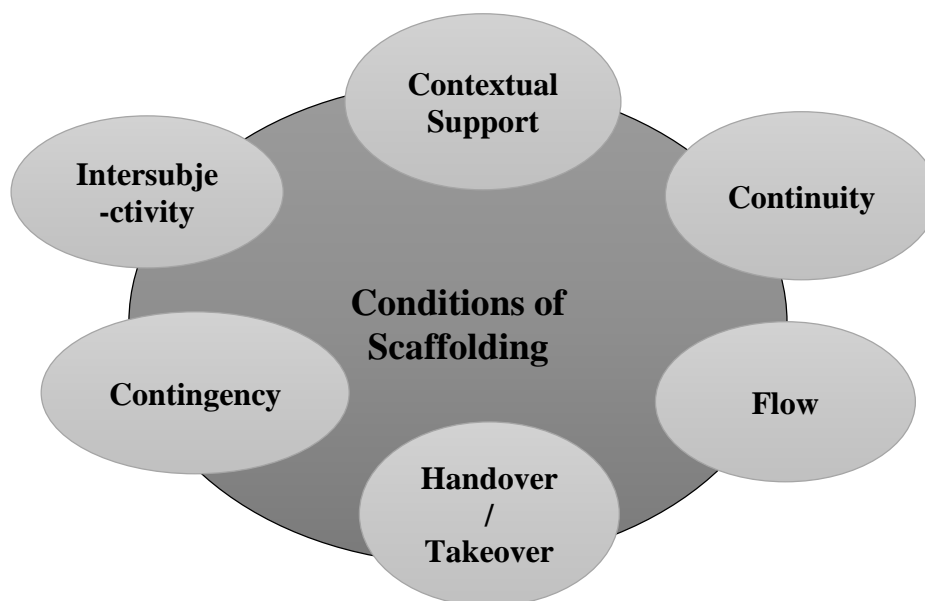 Contextual
Support
Intersubje
-ctivity
Continuity
Conditions of
Scaffolding
Contingency
Flow
Handover
/
Takeover